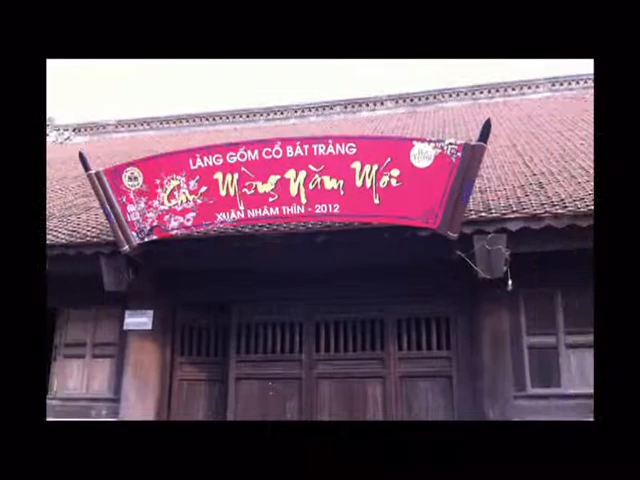 LÀNG GỐM CỔ BÁT TRÀNG
Chúc Mừng Năm Mới
XUÂN NHÂM THÌN - 2012